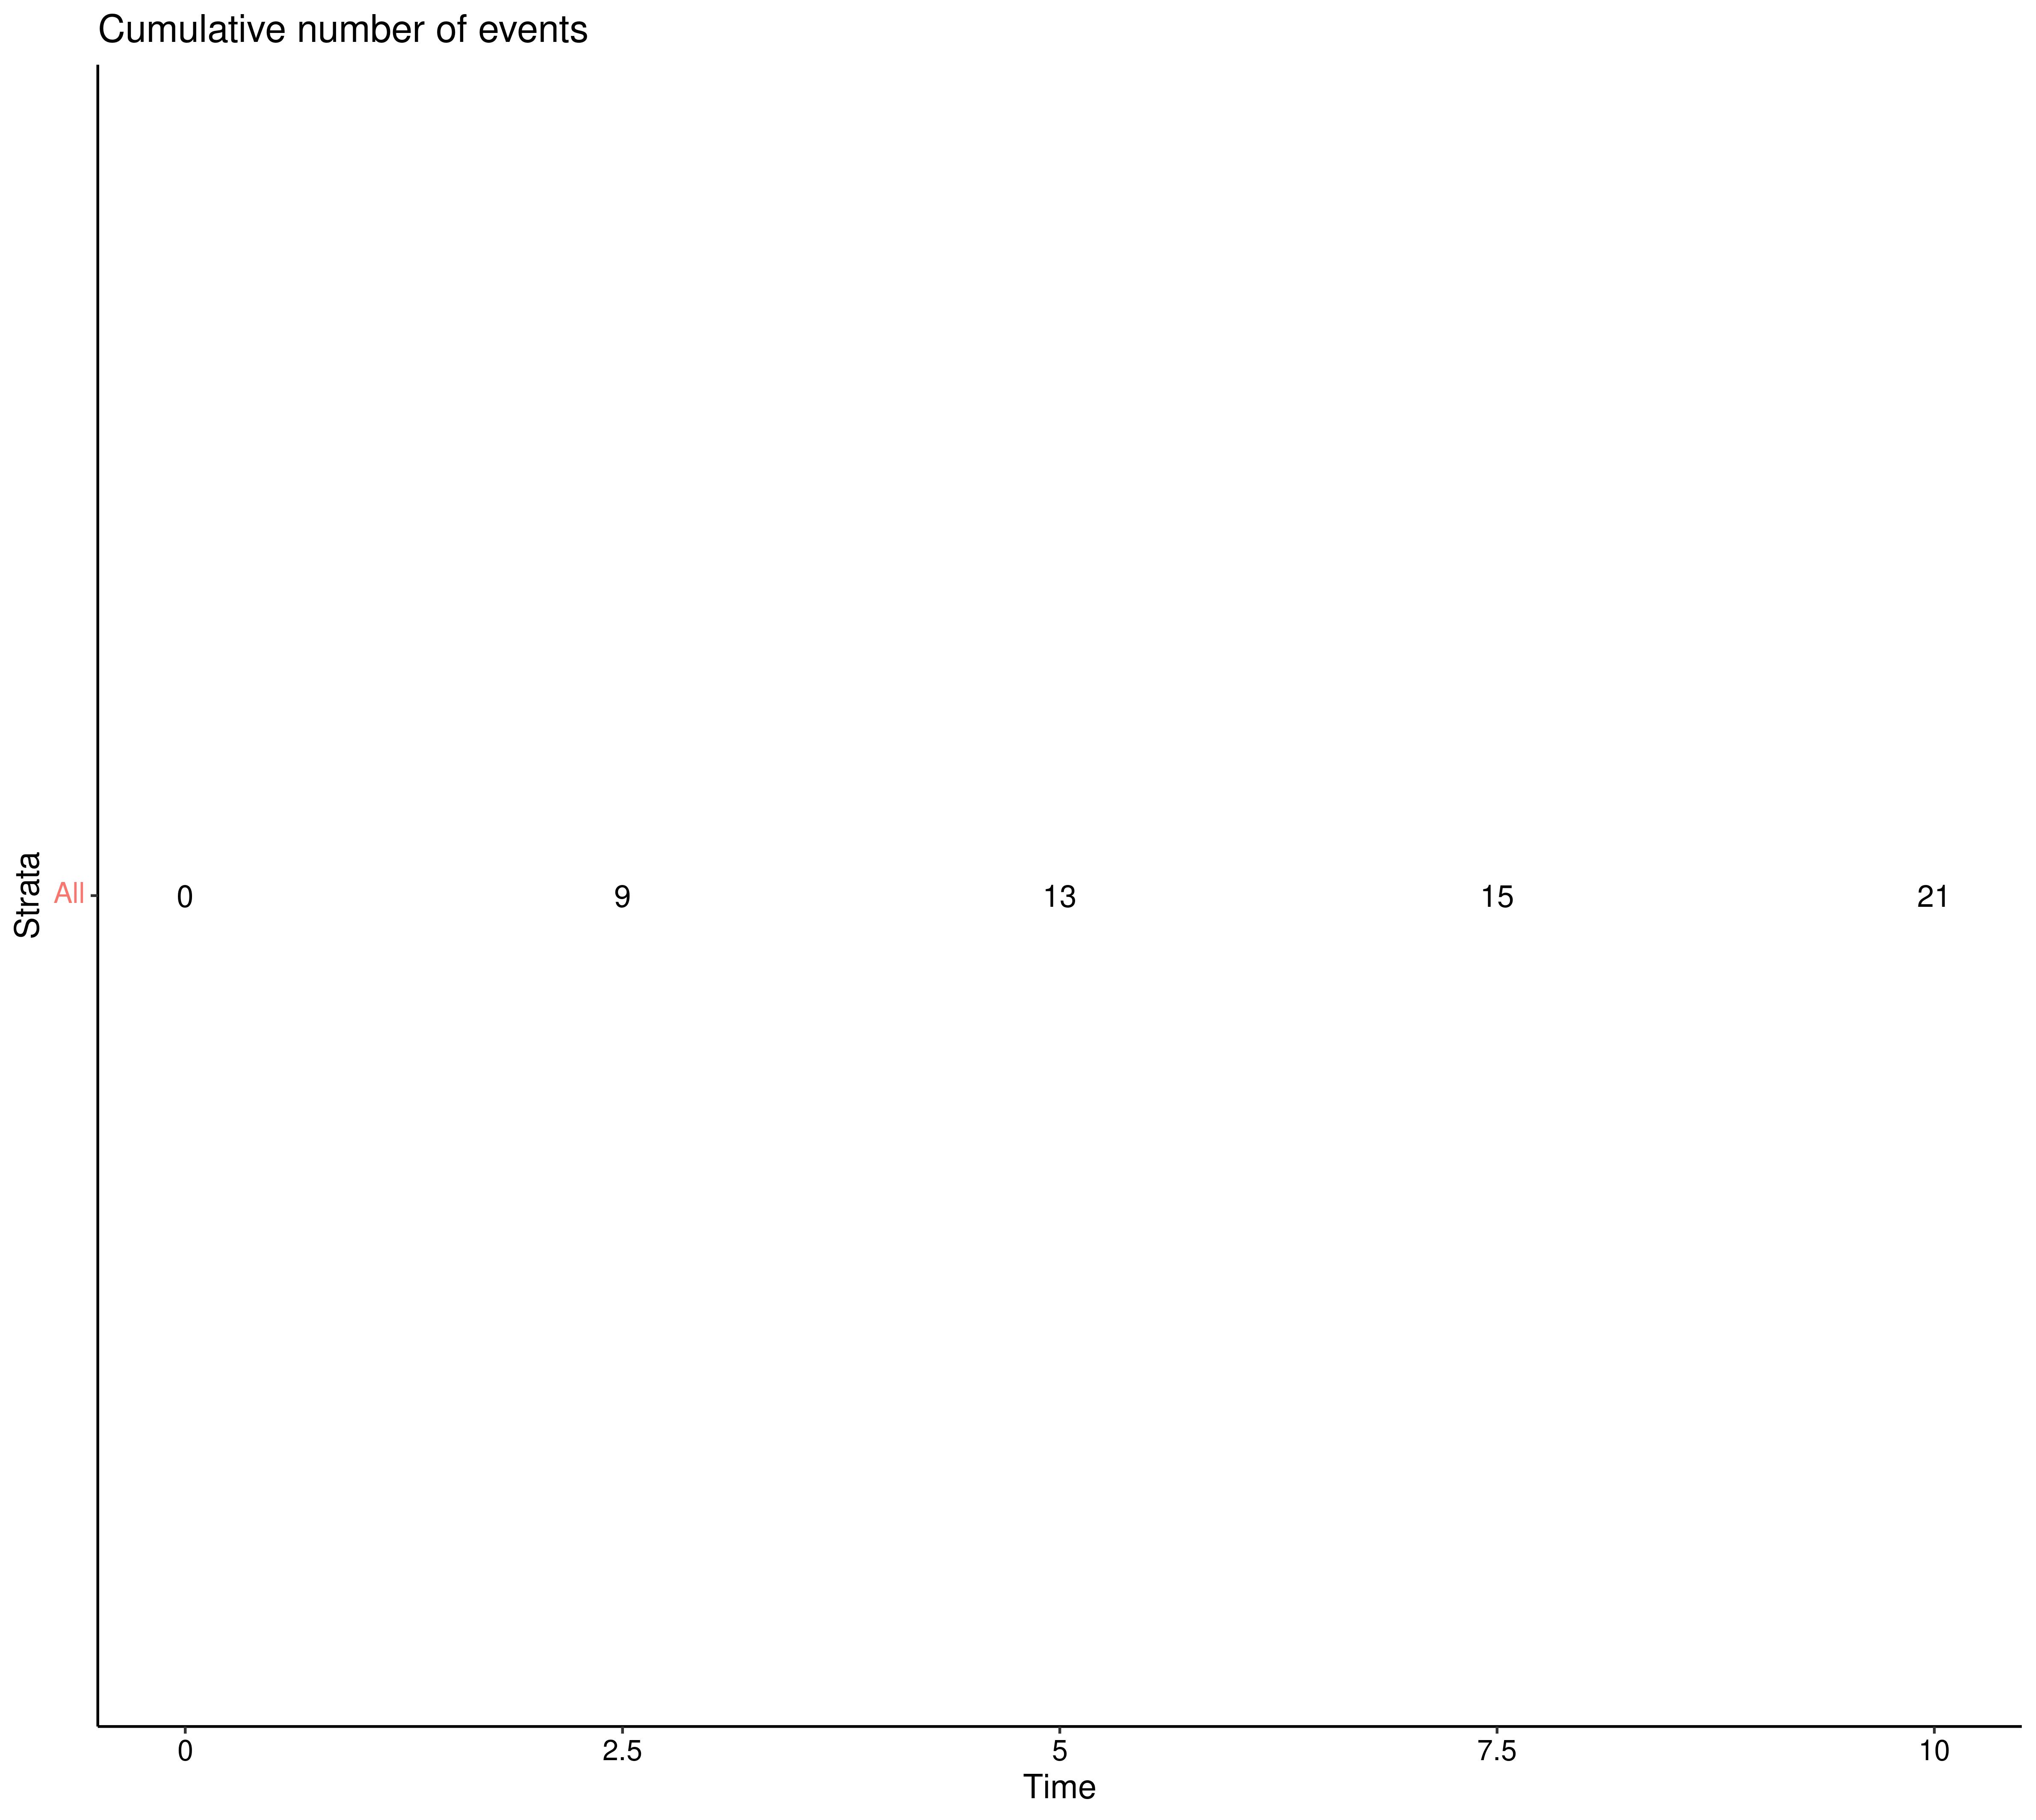 Cumulative number of events
Strata
All 0 9 13 15 21
0 2.5 5 7.5 10
Time